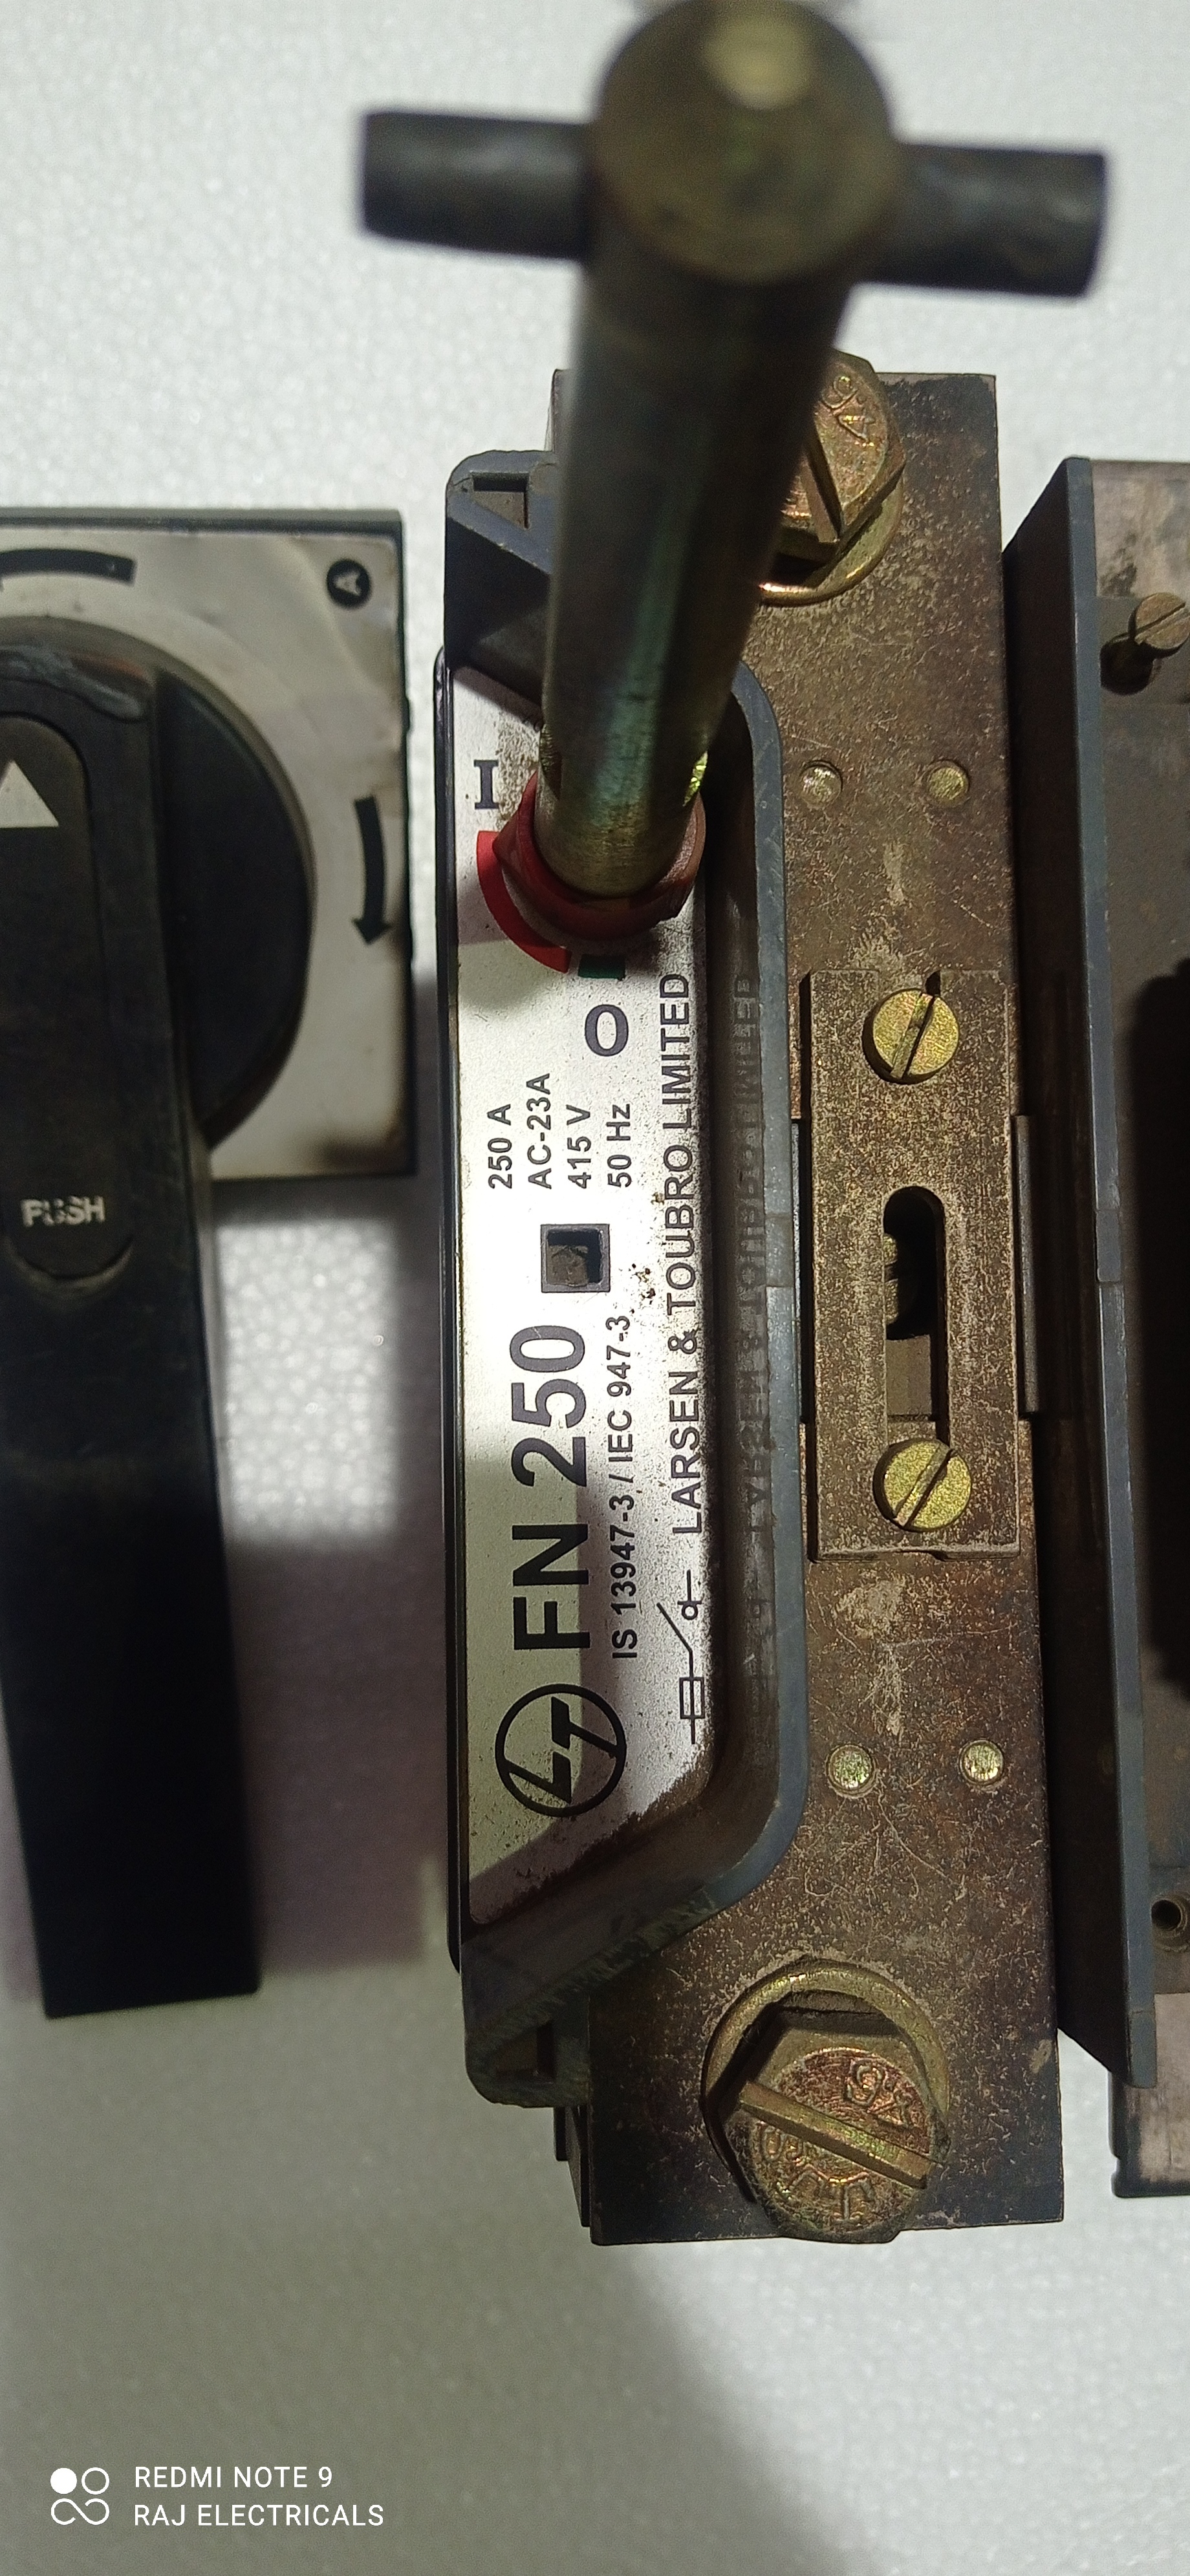 A
PUSH
I
O
250 A
AC-23A
415 V
50 Hz
FN 250
IS 13947-3 / IEC 947-3
LARSEN & TOUBRO LIMITED
LT
REDMI NOTE 9
RAJ ELECTRICALS